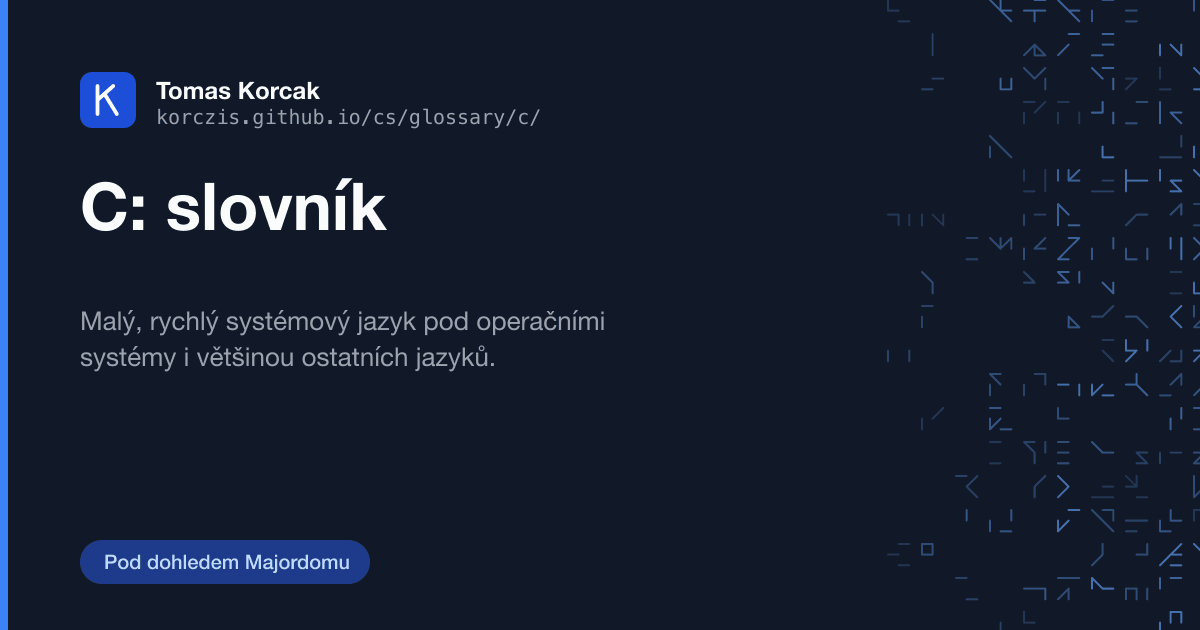 Tomas Korcak
korczis.github.io/cs/glossary/c/
C: slovník
Malý, rychlý systémový jazyk pod operačními
systémy i většinou ostatních jazyků.
Pod dohledem Majordomu